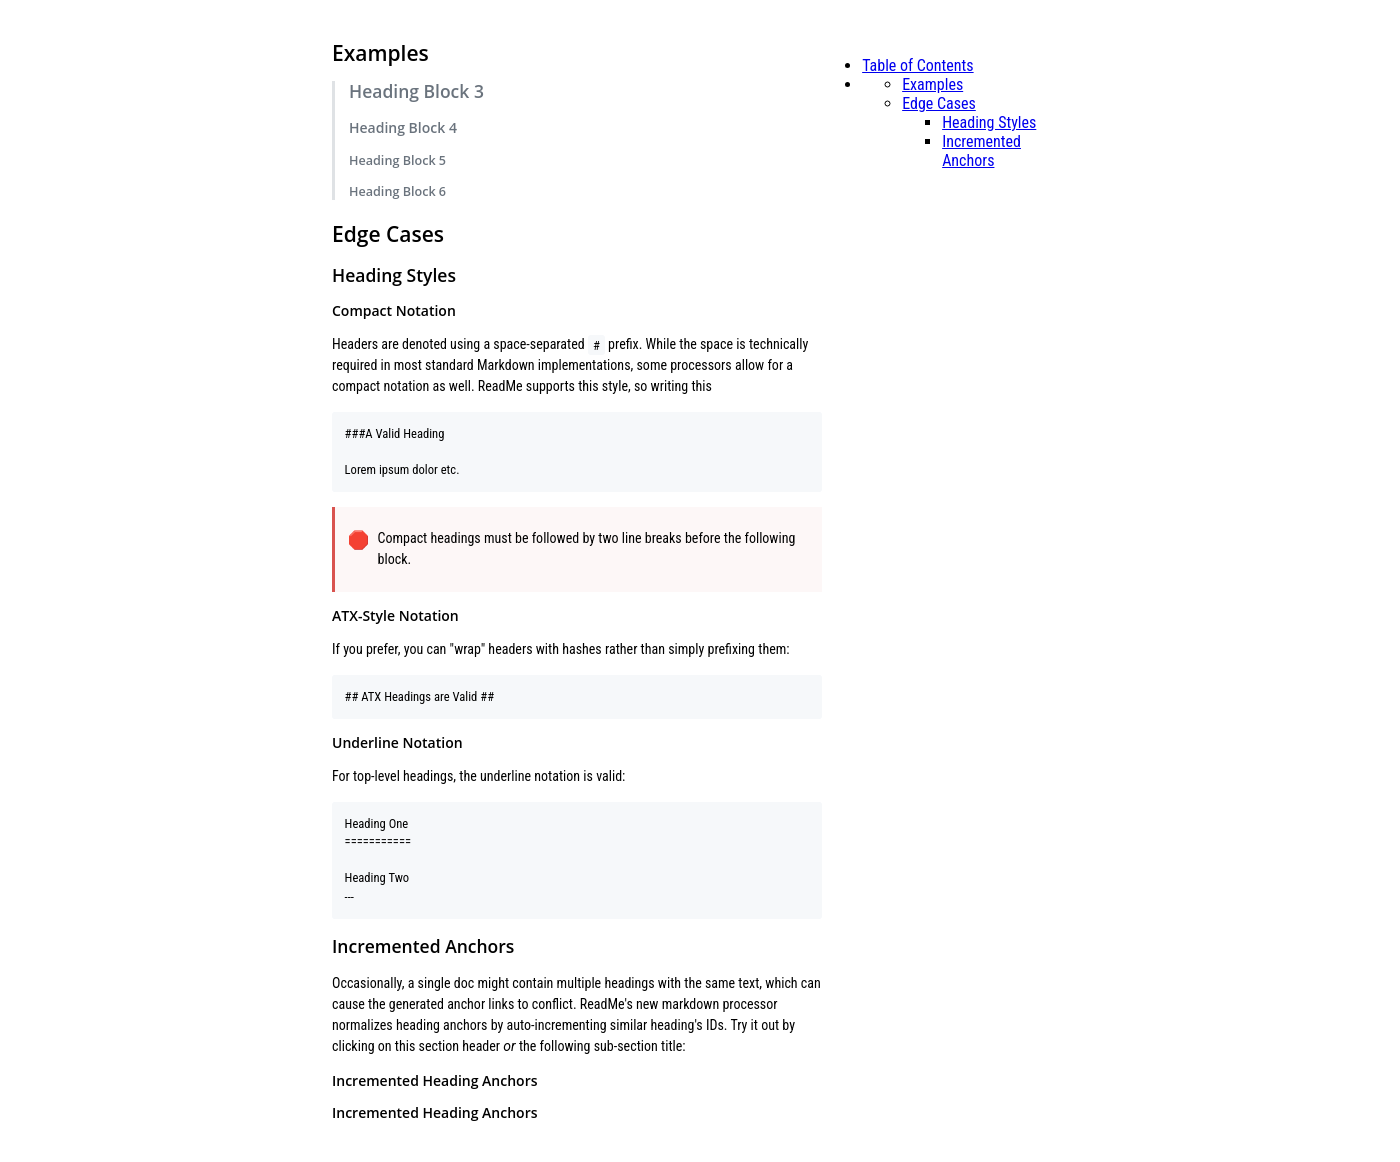 Examples
Heading Block 3
Heading Block 4
Heading Block 5
Heading Block 6
Edge Cases
Heading Styles
Compact Notation
Headers are denoted using a space-separated # prefix. While the space is technically
required in most standard Markdown implementations, some processors allow for a
compact notation as well. ReadMe supports this style, so writing this
###A Valid Heading
Lorem ipsum dolor etc.
Compact headings must be followed by two line breaks before the following
block.
ATX-Style Notation
If you prefer, you can "wrap" headers with hashes rather than simply prefixing them:
## ATX Headings are Valid ##
Underline Notation
For top-level headings, the underline notation is valid:
Heading One
===========
Heading Two
---
Incremented Anchors
Occasionally, a single doc might contain multiple headings with the same text, which can
cause the generated anchor links to conflict. ReadMe's new markdown processor
normalizes heading anchors by auto-incrementing similar heading's IDs. Try it out by
clicking on this section header or the following sub-section title:
Incremented Heading Anchors
Incremented Heading Anchors
Table of Contents
Examples
Edge Cases
Heading Styles
Incremented
Anchors